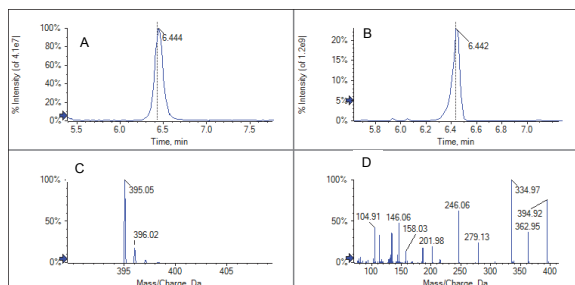 % Intensity [of 4.1e7]
100%
80%
60%
40%
20%
0%
A
6.444
5.5 6.0 6.5 7.0 7.5
Time, min
% Intensity [of 1.2e9]
20%
15%
10%
5%
0%
B
6.442
5.8 6.0 6.2 6.4 6.6 6.8 7.0
Time, min
100%
50%
0%
C
395.05
396.02
395 400 405
Mass/Charge, Da
100%
50%
0%
D
334.97
394.92
362.95
246.06
104.91
146.06
158.03
201.98
279.13
100 150 200 250 300 350 400
Mass/Charge, Da